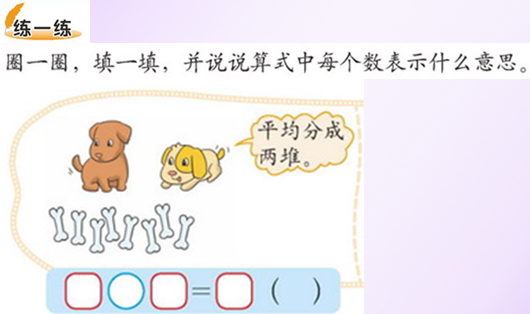 练一练
圈一圈，填一填，并说说算式中每个数表示什么意思。
平均分成
两堆。
□○□=□（ ）